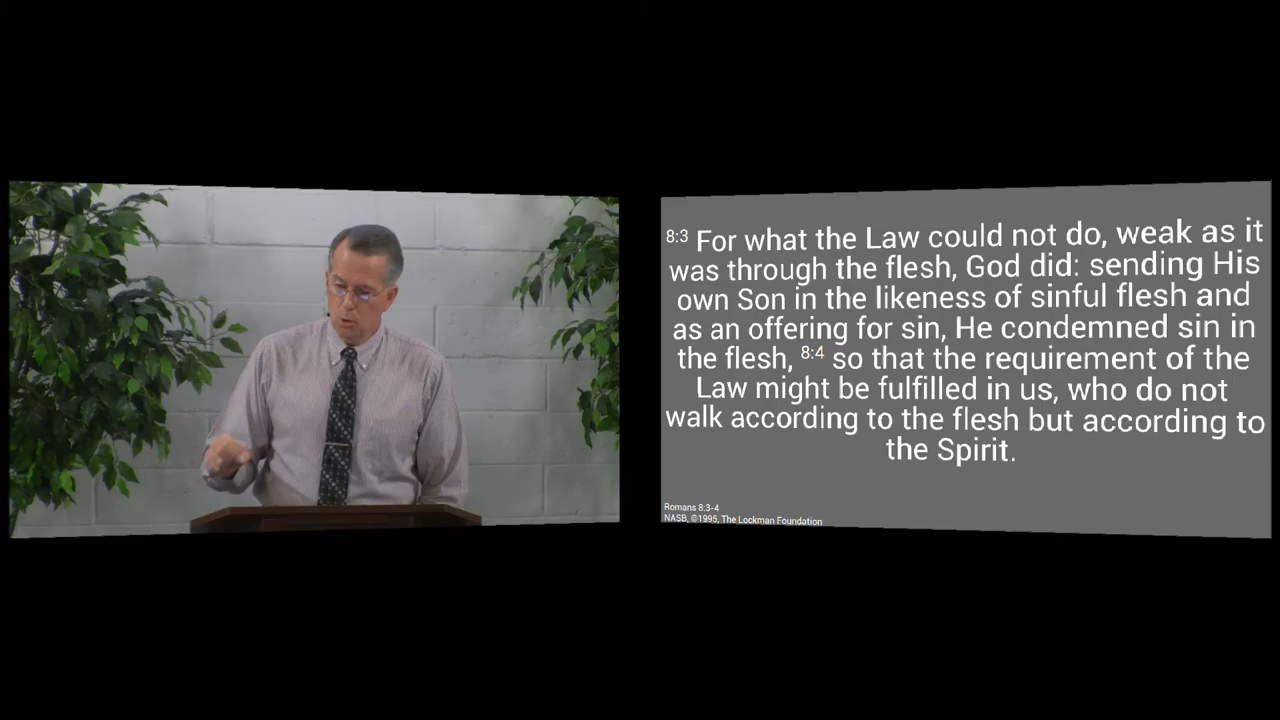 8:3 For what the Law could not do, weak as it
was through the flesh, God did: sending His
own Son in the likeness of sinful flesh and
as an offering for sin, He condemned sin in
the flesh, 8:4 so that the requirement of the
Law might be fulfilled in us, who do not
walk according to the flesh but according to
the Spirit.
Romans 8:3-4
NASB, ©1995, The Lockman Foundation